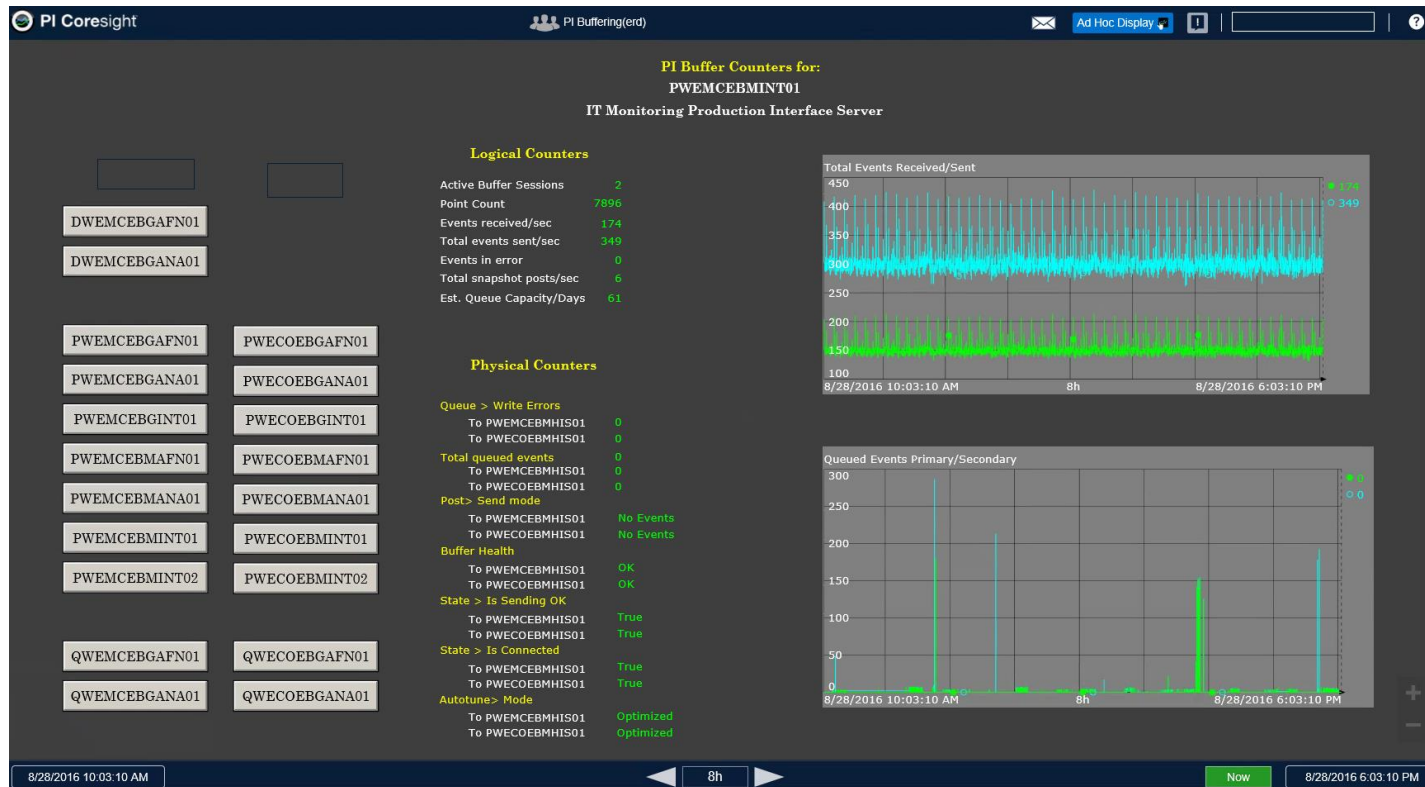 PI Coresight
PI Buffering(erd)
Ad Hoc Display
!
?
PI Buffer Counters for:
PWEMCEBMINT01
IT Monitoring Production Interface Server
DWEMCEBGAFN01
DWEMCEBGANA01
PWEMCEBGAFN01 PWECOEBGAFN01
PWEMCEBGANA01 PWECOEBGANA01
PWEMCEBGINT01 PWECOEBGINT01
PWEMCEBMAFN01 PWECOEBMAFN01
PWEMCEBMANA01 PWECOEBMANA01
PWEMCEBMINT01 PWECOEBMINT01
PWEMCEBMINT02 PWECOEBMINT02
QWEMCEBGAFN01 QWECOEBGAFN01
QWEMCEBGANA01 QWECOEBGANA01
Logical Counters
Active Buffer Sessions 2
Point Count 7896
Events received/sec 174
Total events sent/sec 349
Events in error 0
Total snapshot posts/sec 6
Est. Queue Capacity/Days 61
Physical Counters
Queue > Write Errors
To PWEMCEBMHIS01 0
To PWECOEBMHIS01 0
Total queued events 0
To PWEMCEBMHIS01 0
To PWECOEBMHIS01 0
Post> Send mode
To PWEMCEBMHIS01 No Events
To PWECOEBMHIS01 No Events
Buffer Health
To PWEMCEBMHIS01 OK
To PWECOEBMHIS01 OK
State > Is Sending OK
To PWEMCEBMHIS01 True
To PWECOEBMHIS01 True
State > Is Connected
To PWEMCEBMHIS01 True
To PWECOEBMHIS01 True
Autotune> Mode
To PWEMCEBMHIS01 Optimized
To PWECOEBMHIS01 Optimized
Total Events Received/Sent
450
400
350
300
250
200
150
100
174
349
8/28/2016 10:03:10 AM 8h 8/28/2016 6:03:10 PM
Queued Events Primary/Secondary
300
250
200
150
100
50
0
0
0
8/28/2016 10:03:10 AM 8h 8/28/2016 6:03:10 PM
8/28/2016 10:03:10 AM 8h Now 8/28/2016 6:03:10 PM